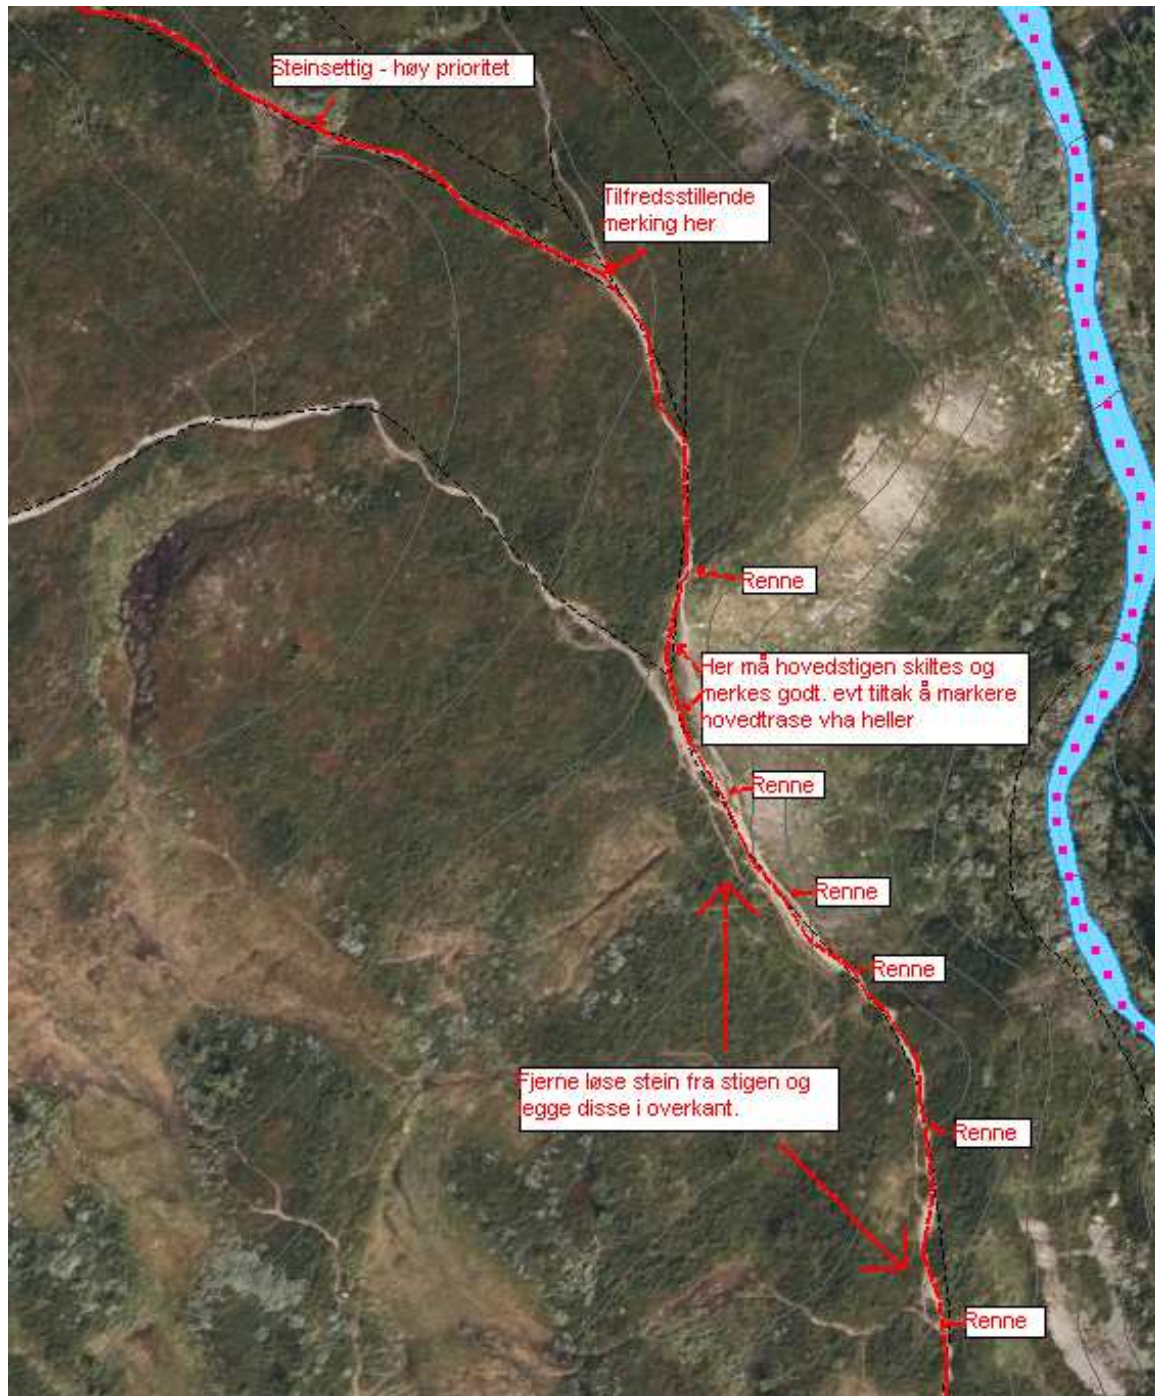 Steinsettig - høy prioritet
Tilfredsstillende
merking her
Renne
Her må hovedstigen skiltes og
merkes godt. evt tiltak å markere
hovedtrase vha heller
Renne
Renne
Renne
Fjerne løse stein fra stigen og
legge disse i overkant.
Renne
Renne